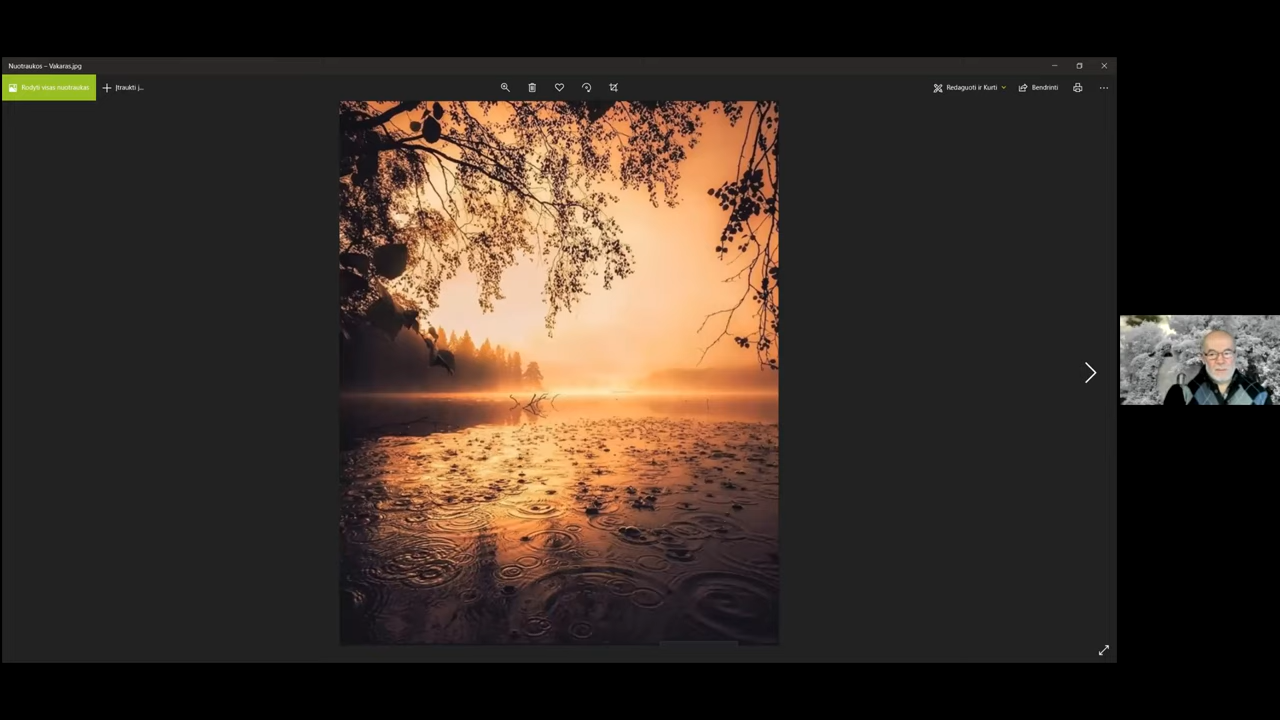 Nuotraukos – Vakaras.jpg
Rodyti visas nuotraukas
Įtraukti į...
Redaguoti ir Kurti
Bendrinti